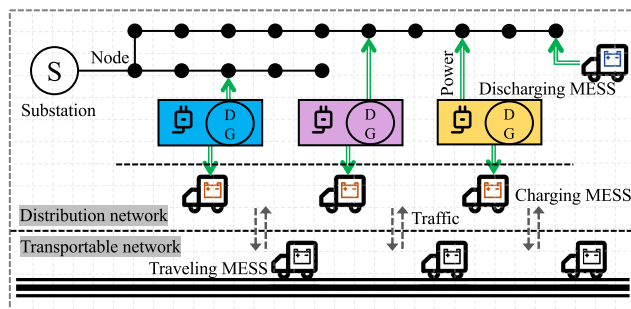 Node
S
Substation
Power
Discharging MESS
D
G
D
G
D
G
Charging MESS
Distribution network
Traffic
Transportable network
Traveling MESS